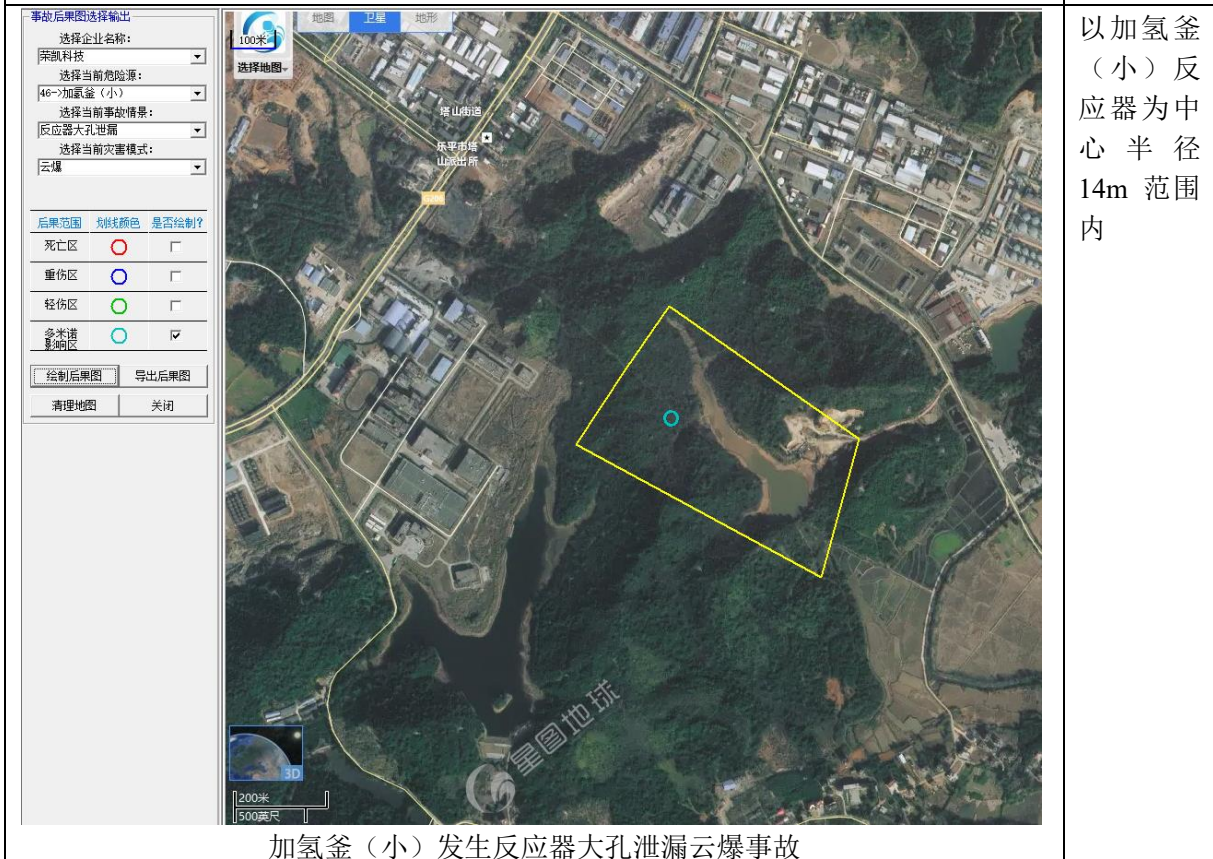 事故后果图选择输出
选择企业名称：
荣凯科技
选择当前危险源：
46->加氢釜（小）
选择当前事故情景：
反应器大孔泄漏
选择当前灾害模式：
云爆
后果范围 划线颜色 是否绘制?
死亡区
重伤区
轻伤区
多米诺
影响区
绘制后果图 导出后果图
清理地图 关闭
地图 卫星 地形
100米
选择地图
塔山街道
乐平市塔
山派出所
G206
星图地球
3D
200米
500英尺
加氢釜（小）发生反应器大孔泄漏云爆事故
以加氢釜
（小）反
应器为中
心半径
14m 范围
内